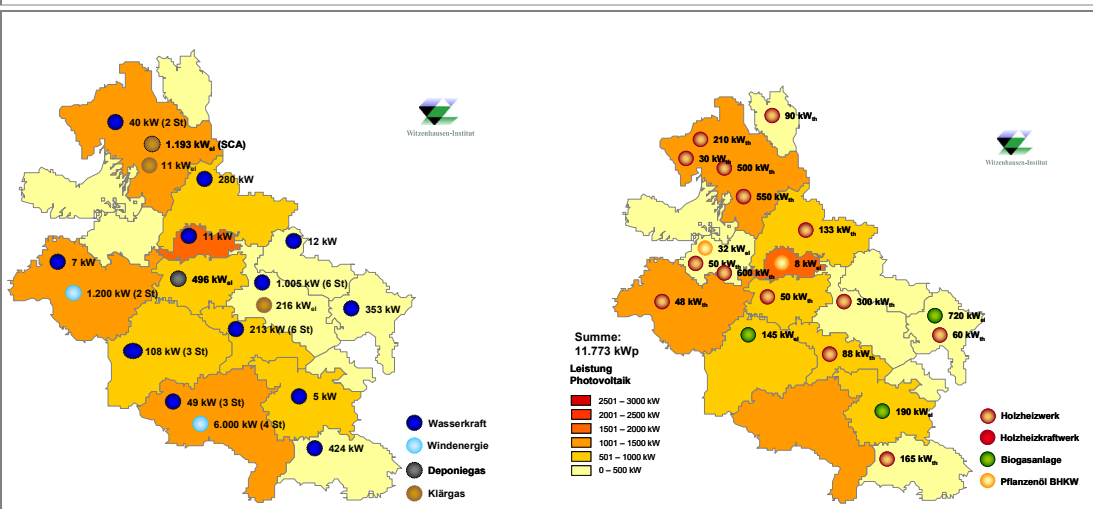 40 kW (2 St)
1.193 kWel (SCA)
11 kWel
280 kW
11 kW
12 kW
7 kW
496 kWel
1.005 kW (6 St)
1.200 kW (2 St)
216 kWel
353 kW
213 kW (6 St)
108 kW (3 St)
5 kW
49 kW (3 St)
6.000 kW (4 St)
424 kW
Witzenhausen-Institut
Wasserkraft
Windenergie
Deponiegas
Klärgas
90 kWth
210 kWth
30 kWth
500 kWth
550 kWth
133 kWth
32 kWel
50 kWth
8 kWel
600 kWth
48 kWth
50 kWth
300 kWth
720 kWel
145 kWel
60 kWth
88 kWth
190 kWel
165 kWth
Witzenhausen-Institut
Summe:
11.773 kWp
Leistung
Photovoltaik
2501 – 3000 kW
2001 – 2500 kW
1501 – 2000 kW
1001 – 1500 kW
501 – 1000 kW
0 – 500 kW
Holzheizwerk
Holzheizkraftwerk
Biogasanlage
Pflanzenöl BHKW